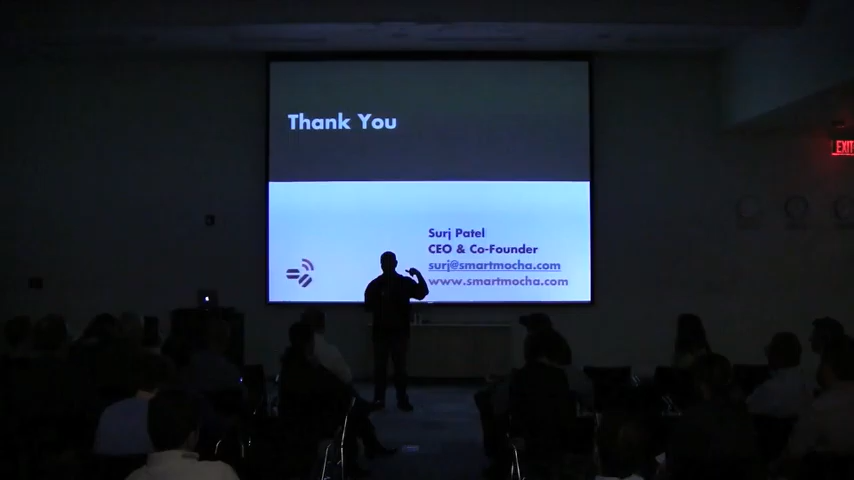 Thank You
EXIT
Surj Patel
CEO & Co-Founder
surj@smartmocha.com
www.smartmocha.com